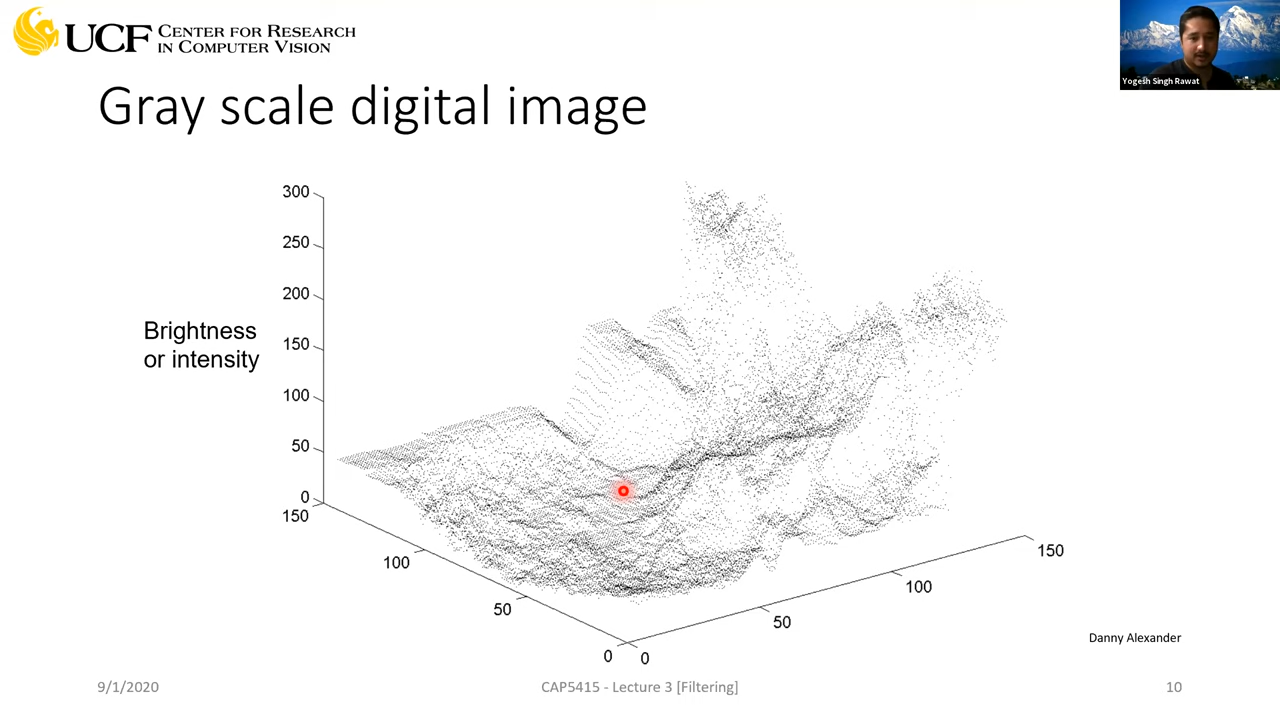 UCF CENTER FOR RESEARCH
IN COMPUTER VISION
Yogesh Singh Rawat
Gray scale digital image
300
250
200
150
100
50
0
Brightness
or intensity
150
100
50
0
0
50
100
150
Danny Alexander
9/1/2020
CAP5415 - Lecture 3 [Filtering]
10